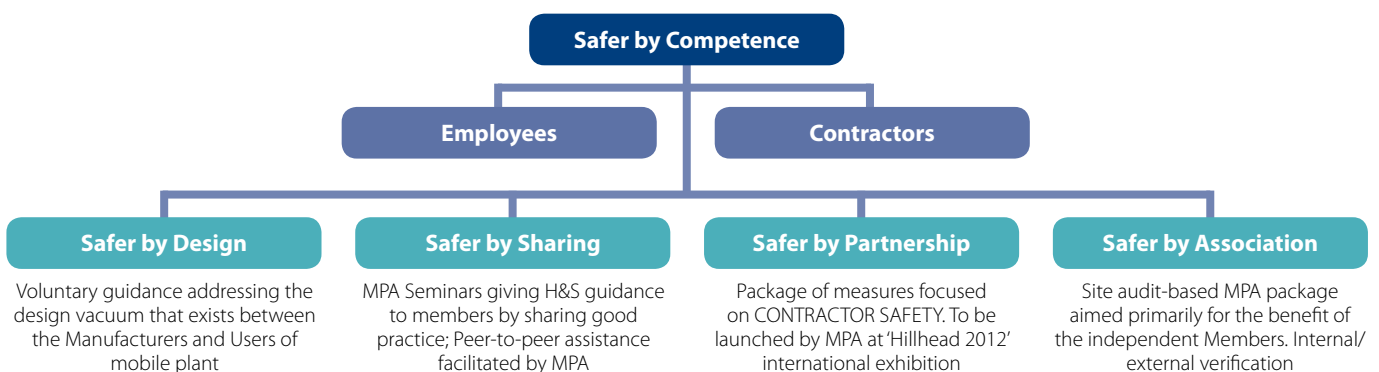 Safer by Competence
Employees
Contractors
Safer by Design
Safer by Sharing
Safer by Partnership
Safer by Association
Voluntary guidance addressing the
design vacuum that exists between
the Manufacturers and Users of
mobile plant
MPA Seminars giving H&S guidance
to members by sharing good
practice; Peer-to-peer assistance
facilitated by MPA
Package of measures focused
on CONTRACTOR SAFETY. To be
launched by MPA at ‘Hillhead 2012’
international exhibition
Site audit-based MPA package
aimed primarily for the benefit of
the independent Members. Internal/
external verification